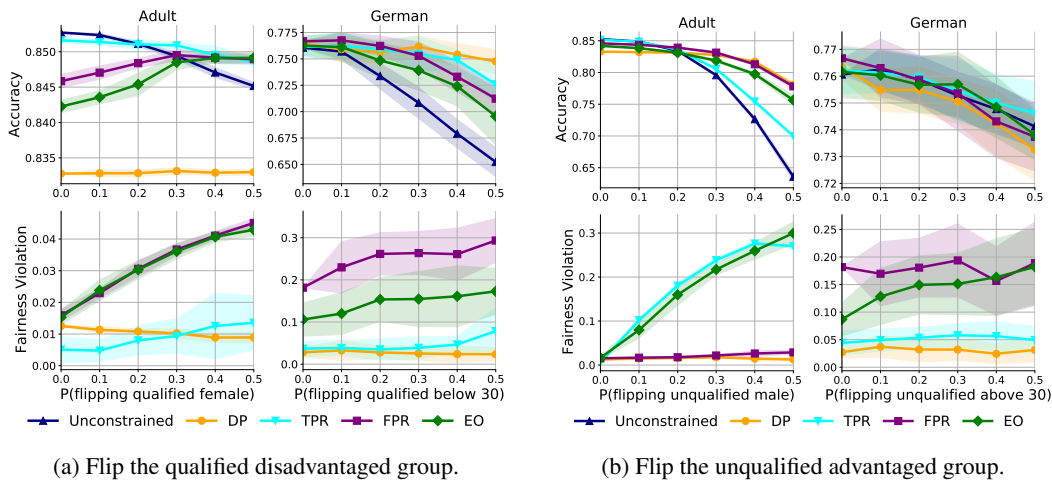 Adult
German
Accuracy
0.850
0.845
0.840
0.835
0.0 0.1 0.2 0.3 0.4 0.5
0.775
0.750
0.725
0.700
0.675
0.650
0.0 0.1 0.2 0.3 0.4 0.5
Fairness Violation
0.04
0.03
0.02
0.01
0.00
0.0 0.1 0.2 0.3 0.4 0.5
P(flipping qualified female)
0.3
0.2
0.1
0.0
0.0 0.1 0.2 0.3 0.4 0.5
P(flipping qualified below 30)
Unconstrained DP TPR FPR EO
(a) Flip the qualified disadvantaged group.
Adult
German
Accuracy
0.85
0.80
0.75
0.70
0.65
0.0 0.1 0.2 0.3 0.4 0.5
0.77
0.76
0.75
0.74
0.73
0.72
0.0 0.1 0.2 0.3 0.4 0.5
Fairness Violation
0.3
0.2
0.1
0.0
0.0 0.1 0.2 0.3 0.4 0.5
P(flipping unqualified male)
0.25
0.20
0.15
0.10
0.05
0.00
0.0 0.1 0.2 0.3 0.4 0.5
P(flipping unqualified above 30)
Unconstrained DP TPR FPR EO
(b) Flip the unqualified advantaged group.